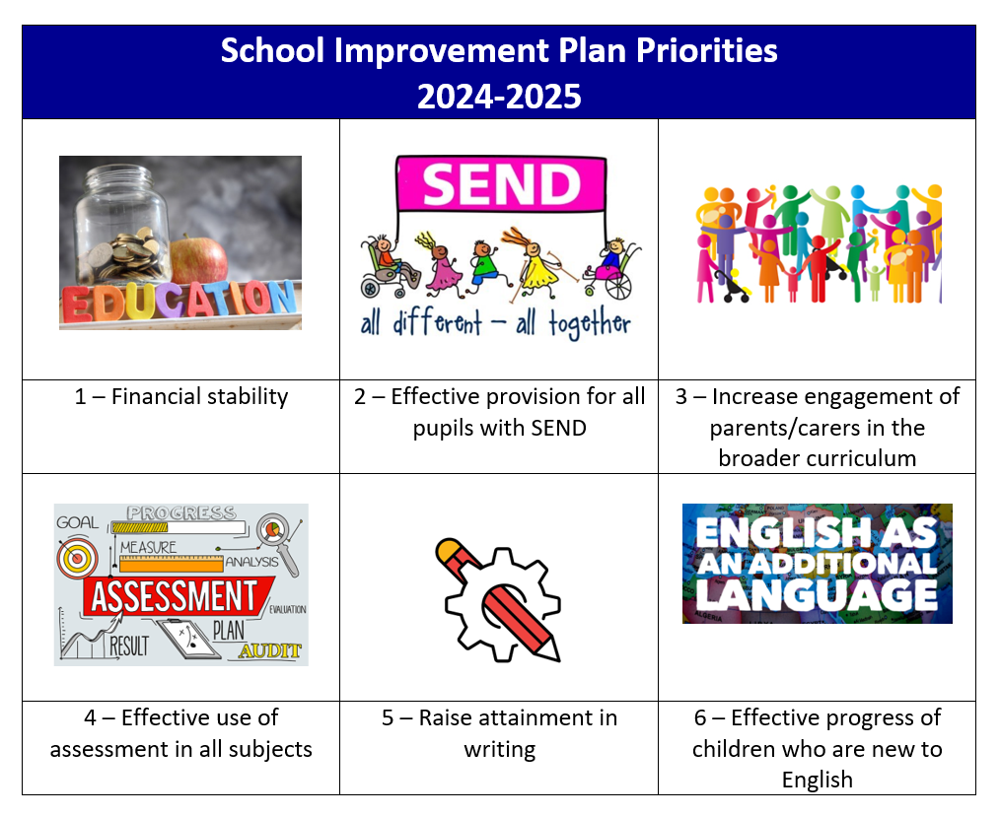 School Improvement Plan Priorities
2024-2025
EDUCATION
SEND
all different – all together
1 – Financial stability
2 – Effective provision for all
pupils with SEND
3 – Increase engagement of
parents/carers in the
broader curriculum
PROGRESS
GOAL
MEASURE
ANALYSIS
ASSESSMENT
EVALUATION
RESULT
PLAN
AUDIT
ENGLISH AS
AN ADDITIONAL
LANGUAGE
ALGERIA
4 – Effective use of
assessment in all subjects
5 – Raise attainment in
writing
6 – Effective progress of
children who are new to
English